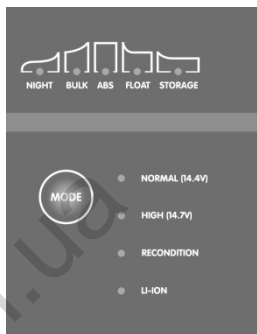 NIGHT BULK ABS FLOAT STORAGE
MODE
NORMAL (14.4V)
HIGH (14.7V)
RECONDITION
LI-ION